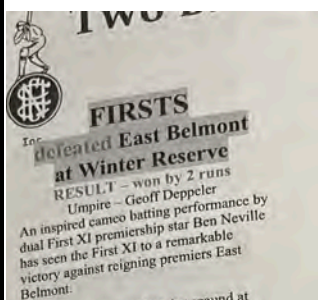 TWO
FIRSTS
defeated East Belmont
at Winter Reserve
RESULT – won by 2 runs
Umpire – Geoff Deppeler
An inspired cameo batting performance by
dual First XI premiership star Ben Neville
has seen the First XI to a remarkable
victory against reigning premiers East
Belmont.
at